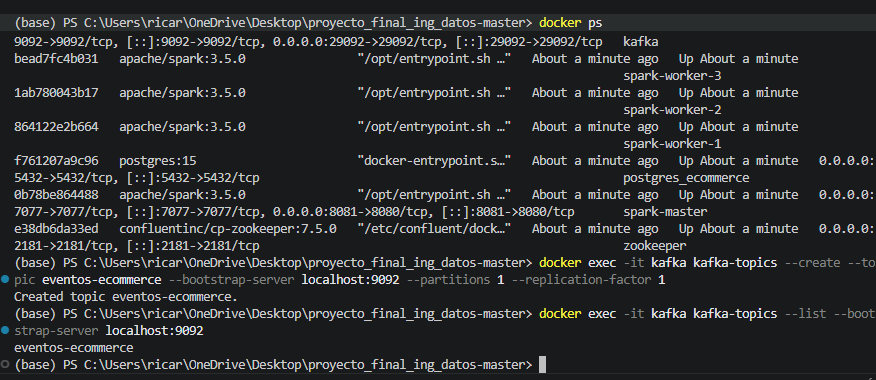 (base) PS C:\Users\ricar\OneDrive\Desktop\proyecto_final_ing_datos-master> docker ps
9092->9092/tcp, [::]:9092->9092/tcp, 0.0.0.0:29092->29092/tcp, [::]:29092->29092/tcp   kafka
bead7fc4b031   apache/spark:3.5.0                "/opt/entrypoint.sh …"   About a minute ago   Up About a minute
spark-worker-3
1ab780043b17   apache/spark:3.5.0                "/opt/entrypoint.sh …"   About a minute ago   Up About a minute
spark-worker-2
864122e2b664   apache/spark:3.5.0                "/opt/entrypoint.sh …"   About a minute ago   Up About a minute
spark-worker-1
f761207a9c96   postgres:15                       "docker-entrypoint.s…"   About a minute ago   Up About a minute   0.0.0.0:
5432->5432/tcp, [::]:5432->5432/tcp                                                    postgres_ecommerce
0b78be864488   apache/spark:3.5.0                "/opt/entrypoint.sh …"   About a minute ago   Up About a minute   0.0.0.0:
7077->7077/tcp, [::]:7077->7077/tcp, 0.0.0.0:8081->8080/tcp, [::]:8081->8080/tcp       spark-master
e38db6da33ed   confluentinc/cp-zookeeper:7.5.0   "/etc/confluent/dock…"   About a minute ago   Up About a minute   0.0.0.0:
2181->2181/tcp, [::]:2181->2181/tcp                                                    zookeeper
(base) PS C:\Users\ricar\OneDrive\Desktop\proyecto_final_ing_datos-master> docker exec -it kafka kafka-topics --create --to
pic eventos-ecommerce --bootstrap-server localhost:9092 --partitions 1 --replication-factor 1
Created topic eventos-ecommerce.
(base) PS C:\Users\ricar\OneDrive\Desktop\proyecto_final_ing_datos-master> docker exec -it kafka kafka-topics --list --boot
strap-server localhost:9092
eventos-ecommerce
(base) PS C:\Users\ricar\OneDrive\Desktop\proyecto_final_ing_datos-master>